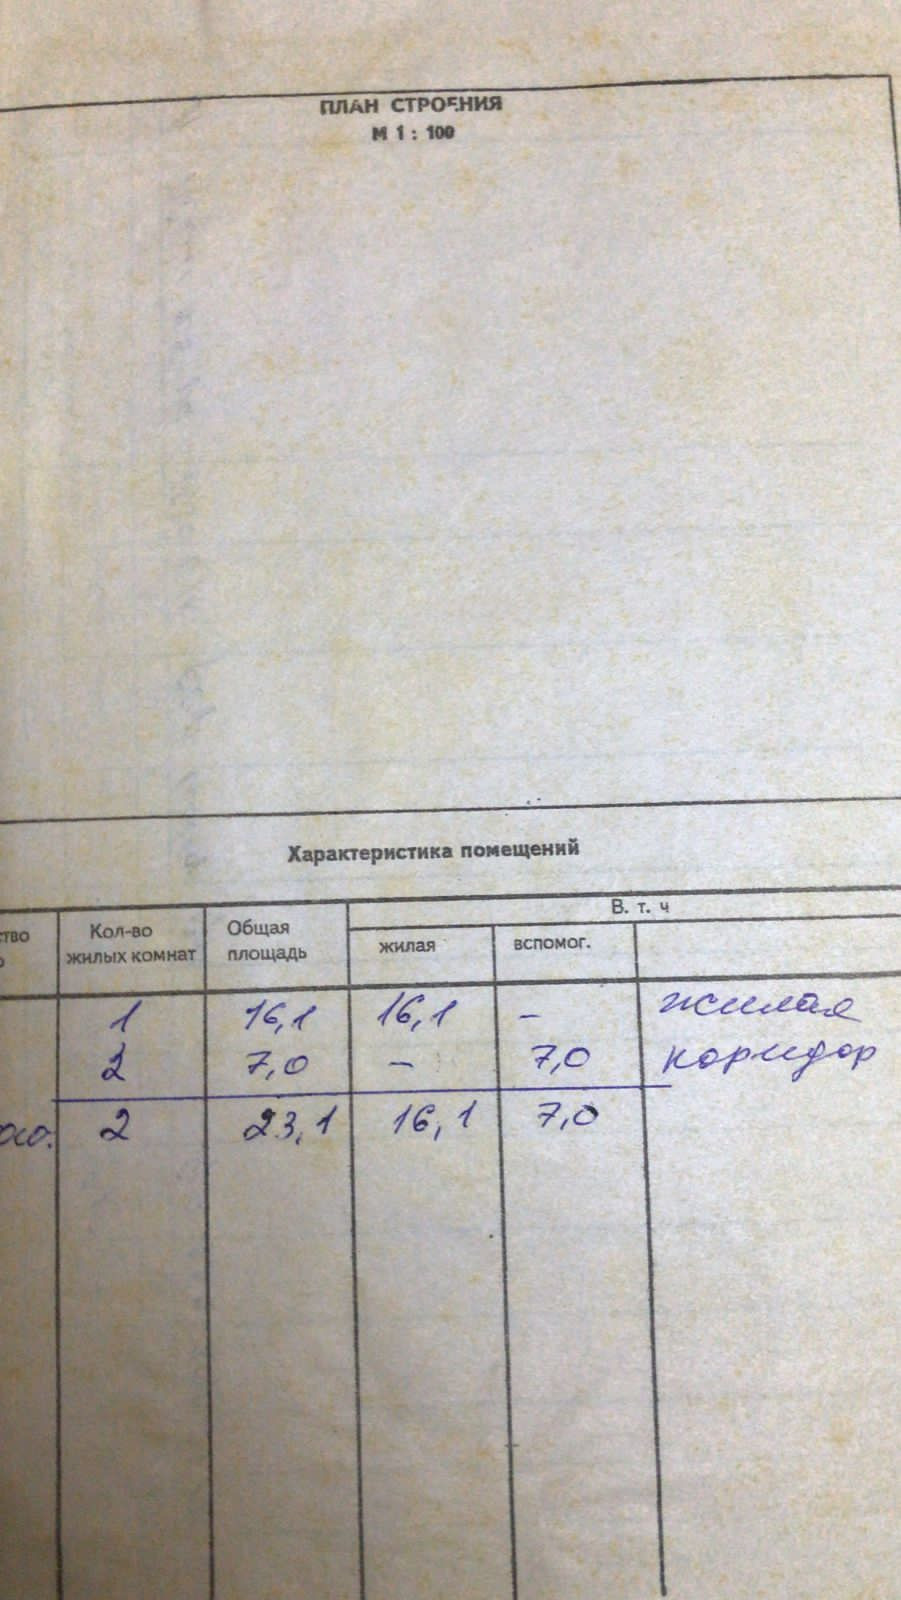 ПЛАН СТРОЕНИЯ
М 1 : 100
Характеристика помещений
ство
о
Кол-во
жилых комнат
Общая
площадь
В. т. ч
жилая
вспомог.
1 16,1 16,1 – жилая
2 7,0 – 7,0 коридор
2 23,1 16,1 7,0